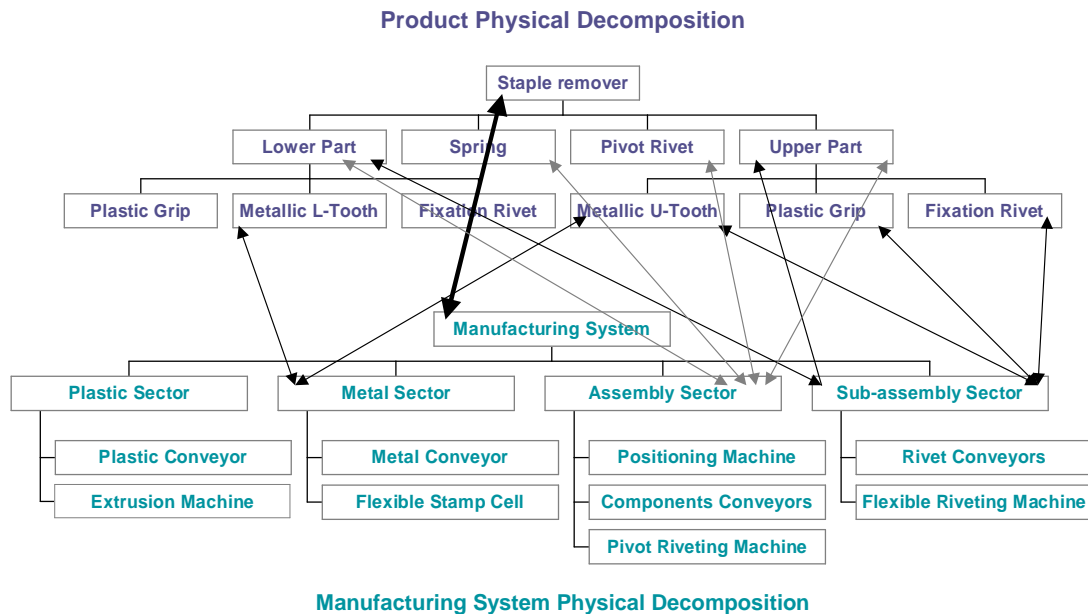 Product Physical Decomposition
Staple remover
Lower Part
Spring
Pivot Rivet
Upper Part
Plastic Grip
Metallic L-Tooth
Fixation Rivet
Metallic U-Tooth
Plastic Grip
Fixation Rivet
Manufacturing System
Plastic Sector
Metal Sector
Assembly Sector
Sub-assembly Sector
Plastic Conveyor
Metal Conveyor
Positioning Machine
Rivet Conveyors
Extrusion Machine
Flexible Stamp Cell
Components Conveyors
Flexible Riveting Machine
Pivot Riveting Machine
Manufacturing System Physical Decomposition